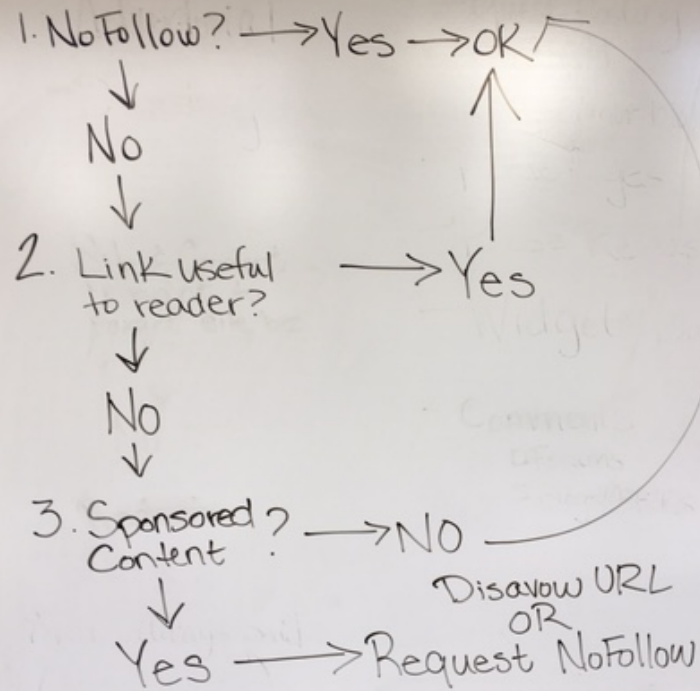 1. NoFollow? Yes OK
No
2. Link useful Yes
to reader?
No
3. Sponsored ? NO
Content
Disavow URL
OR
Yes Request NoFollow